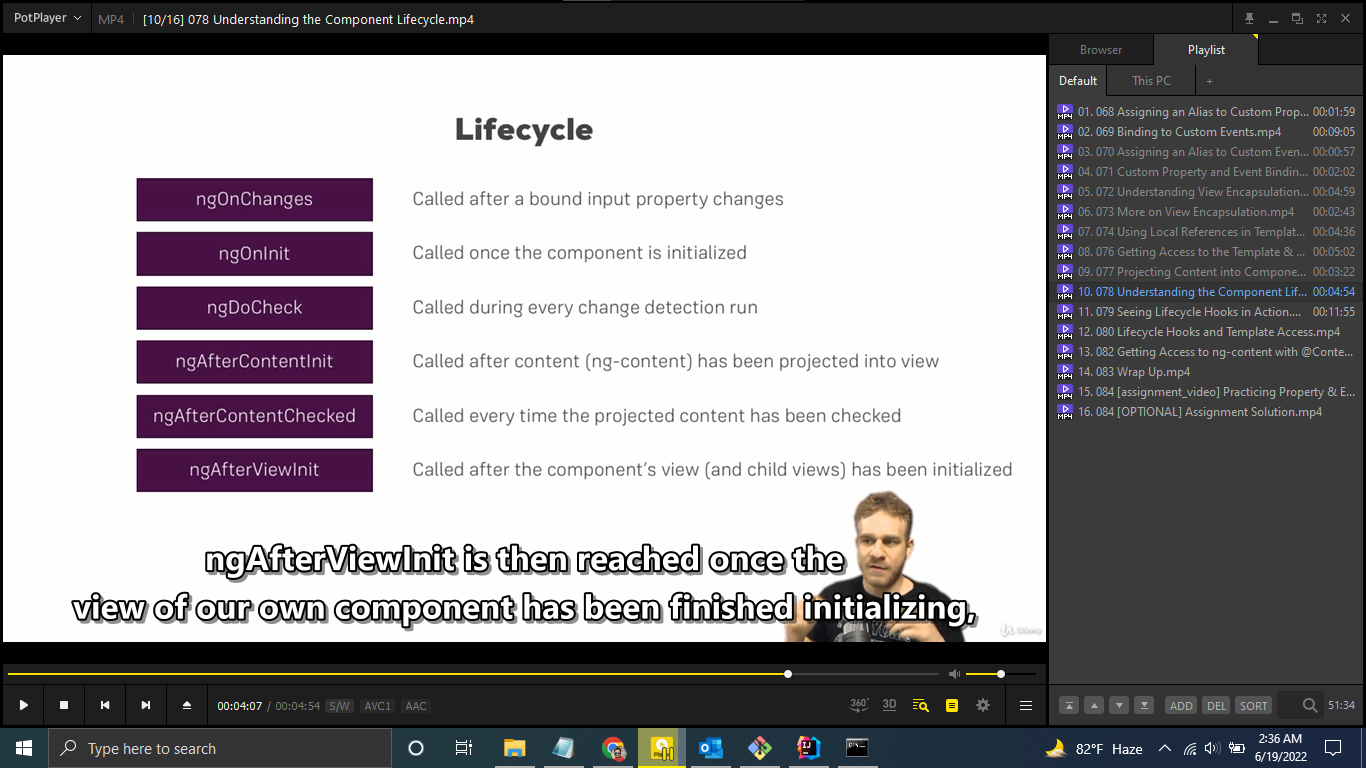 PotPlayer MP4 [10/16] 078 Understanding the Component Lifecycle.mp4
Lifecycle
ngOnChanges Called after a bound input property changes
ngOnInit Called once the component is initialized
ngDoCheck Called during every change detection run
ngAfterContentInit Called after content (ng-content) has been projected into view
ngAfterContentChecked Called every time the projected content has been checked
ngAfterViewInit Called after the component's view (and child views) has been initialized
ngAfterViewInit is then reached once the
view of our own component has been finished initializing,
Udemy
00:04:07 / 00:04:54 S/W AVC1 AAC
360° 3D
Browser Playlist
Default This PC +
01. 068 Assigning an Alias to Custom Prop... 00:01:59
02. 069 Binding to Custom Events.mp4 00:09:05
03. 070 Assigning an Alias to Custom Even... 00:00:57
04. 071 Custom Property and Event Bindin... 00:02:02
05. 072 Understanding View Encapsulation... 00:04:59
06. 073 More on View Encapsulation.mp4 00:02:43
07. 074 Using Local References in Templat... 00:04:36
08. 076 Getting Access to the Template & ... 00:05:02
09. 077 Projecting Content into Compone... 00:03:22
10. 078 Understanding the Component Lif... 00:04:54
11. 079 Seeing Lifecycle Hooks in Action.... 00:11:55
12. 080 Lifecycle Hooks and Template Access.mp4
13. 082 Getting Access to ng-content with @Conte...
14. 083 Wrap Up.mp4
15. 084 [assignment_video] Practicing Property & E...
16. 084 [OPTIONAL] Assignment Solution.mp4
ADD DEL SORT 51:34
Type here to search
82°F Haze
2:36 AM
6/19/2022